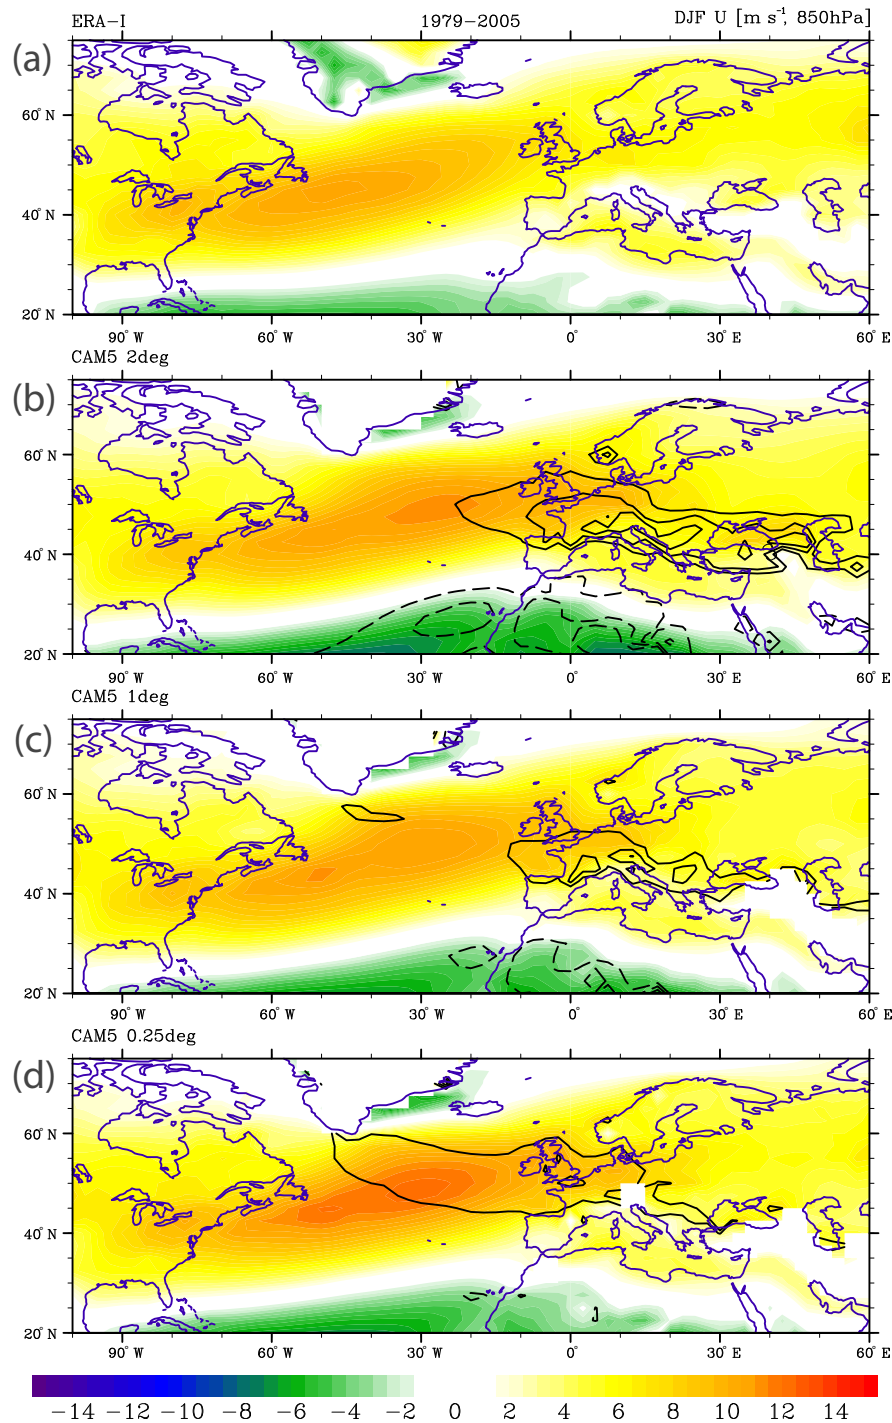 ERA-I 1979-2005 DJF U [m s⁻¹, 850hPa]
(a)
60° N
40° N
20° N
90° W 60° W 30° W 0° 30° E 60° E
CAM5 2deg
(b)
60° N
40° N
20° N
90° W 60° W 30° W 0° 30° E 60° E
CAM5 1deg
(c)
60° N
40° N
20° N
90° W 60° W 30° W 0° 30° E 60° E
CAM5 0.25deg
(d)
60° N
40° N
20° N
90° W 60° W 30° W 0° 30° E 60° E
-14 -12 -10 -8 -6 -4 -2 0 2 4 6 8 10 12 14